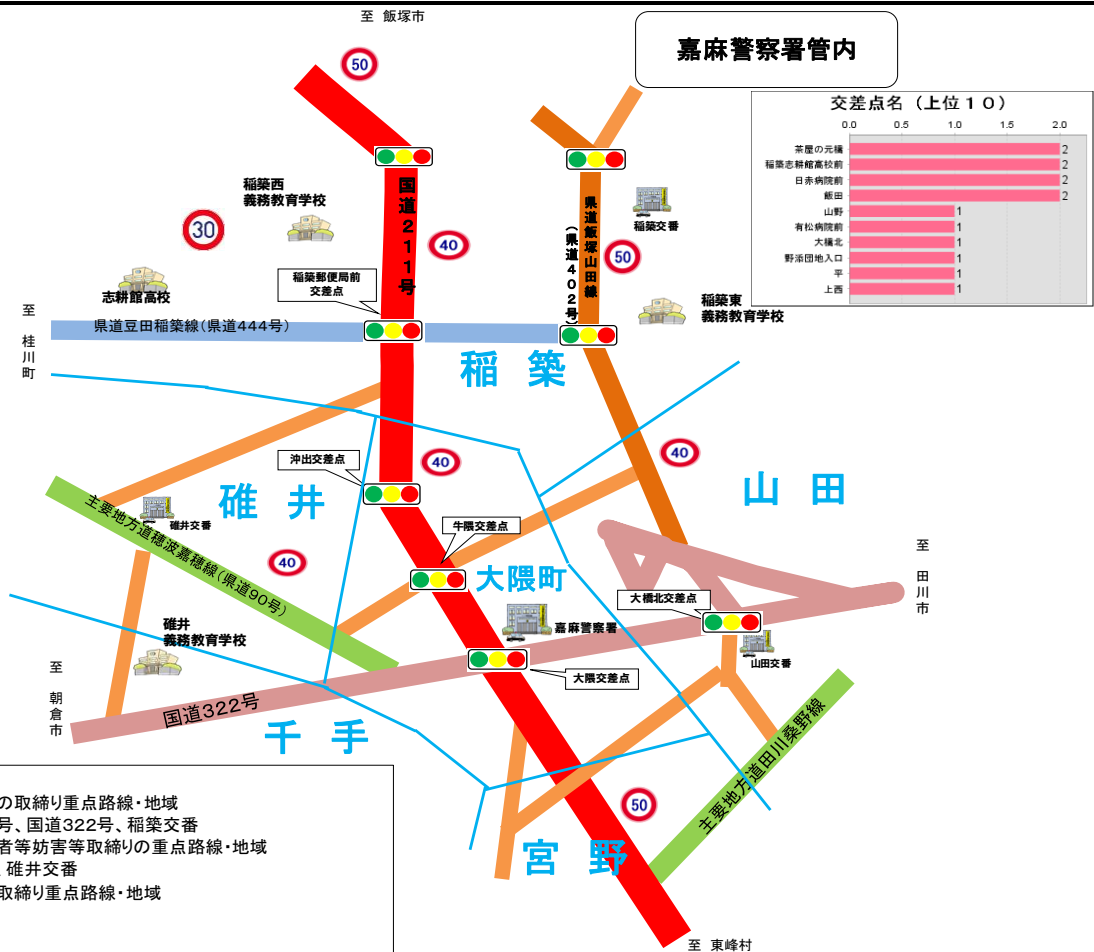 至 飯塚市
嘉麻警察署管内
50
交差点名（上位１０）
0.0 0.5 1.0 1.5 2.0
茶屋の元橋 2
稲築志耕館高校前 2
日赤病院前 2
飯田 2
山野 1
有松病院前 1
大橋北 1
野添団地入口 1
平 1
上西 1
稲築西
義務教育学校
国道211号
県道飯塚山田線
（県道402号）
稲築交番
30
40
50
志耕館高校
稲築郵便局前
交差点
稲築東
義務教育学校
至 桂川町
県道豆田稲築線(県道444号)
稲築
沖出交差点
40
40
碓井
山田
主要地方道穂波嘉穂線(県道90号)
碓井交番
牛隈交差点
40
大隈町
至 田川市
大橋北交差点
碓井
義務教育学校
嘉麻警察署
山田交番
至 朝倉市
大隈交差点
国道322号
千手
主要地方道田川桑野線
の取締り重点路線・地域
号、国道322号、稲築交番
者等妨害等取締りの重点路線・地域
碓井交番
取締り重点路線・地域
50
宮野
至 東峰村